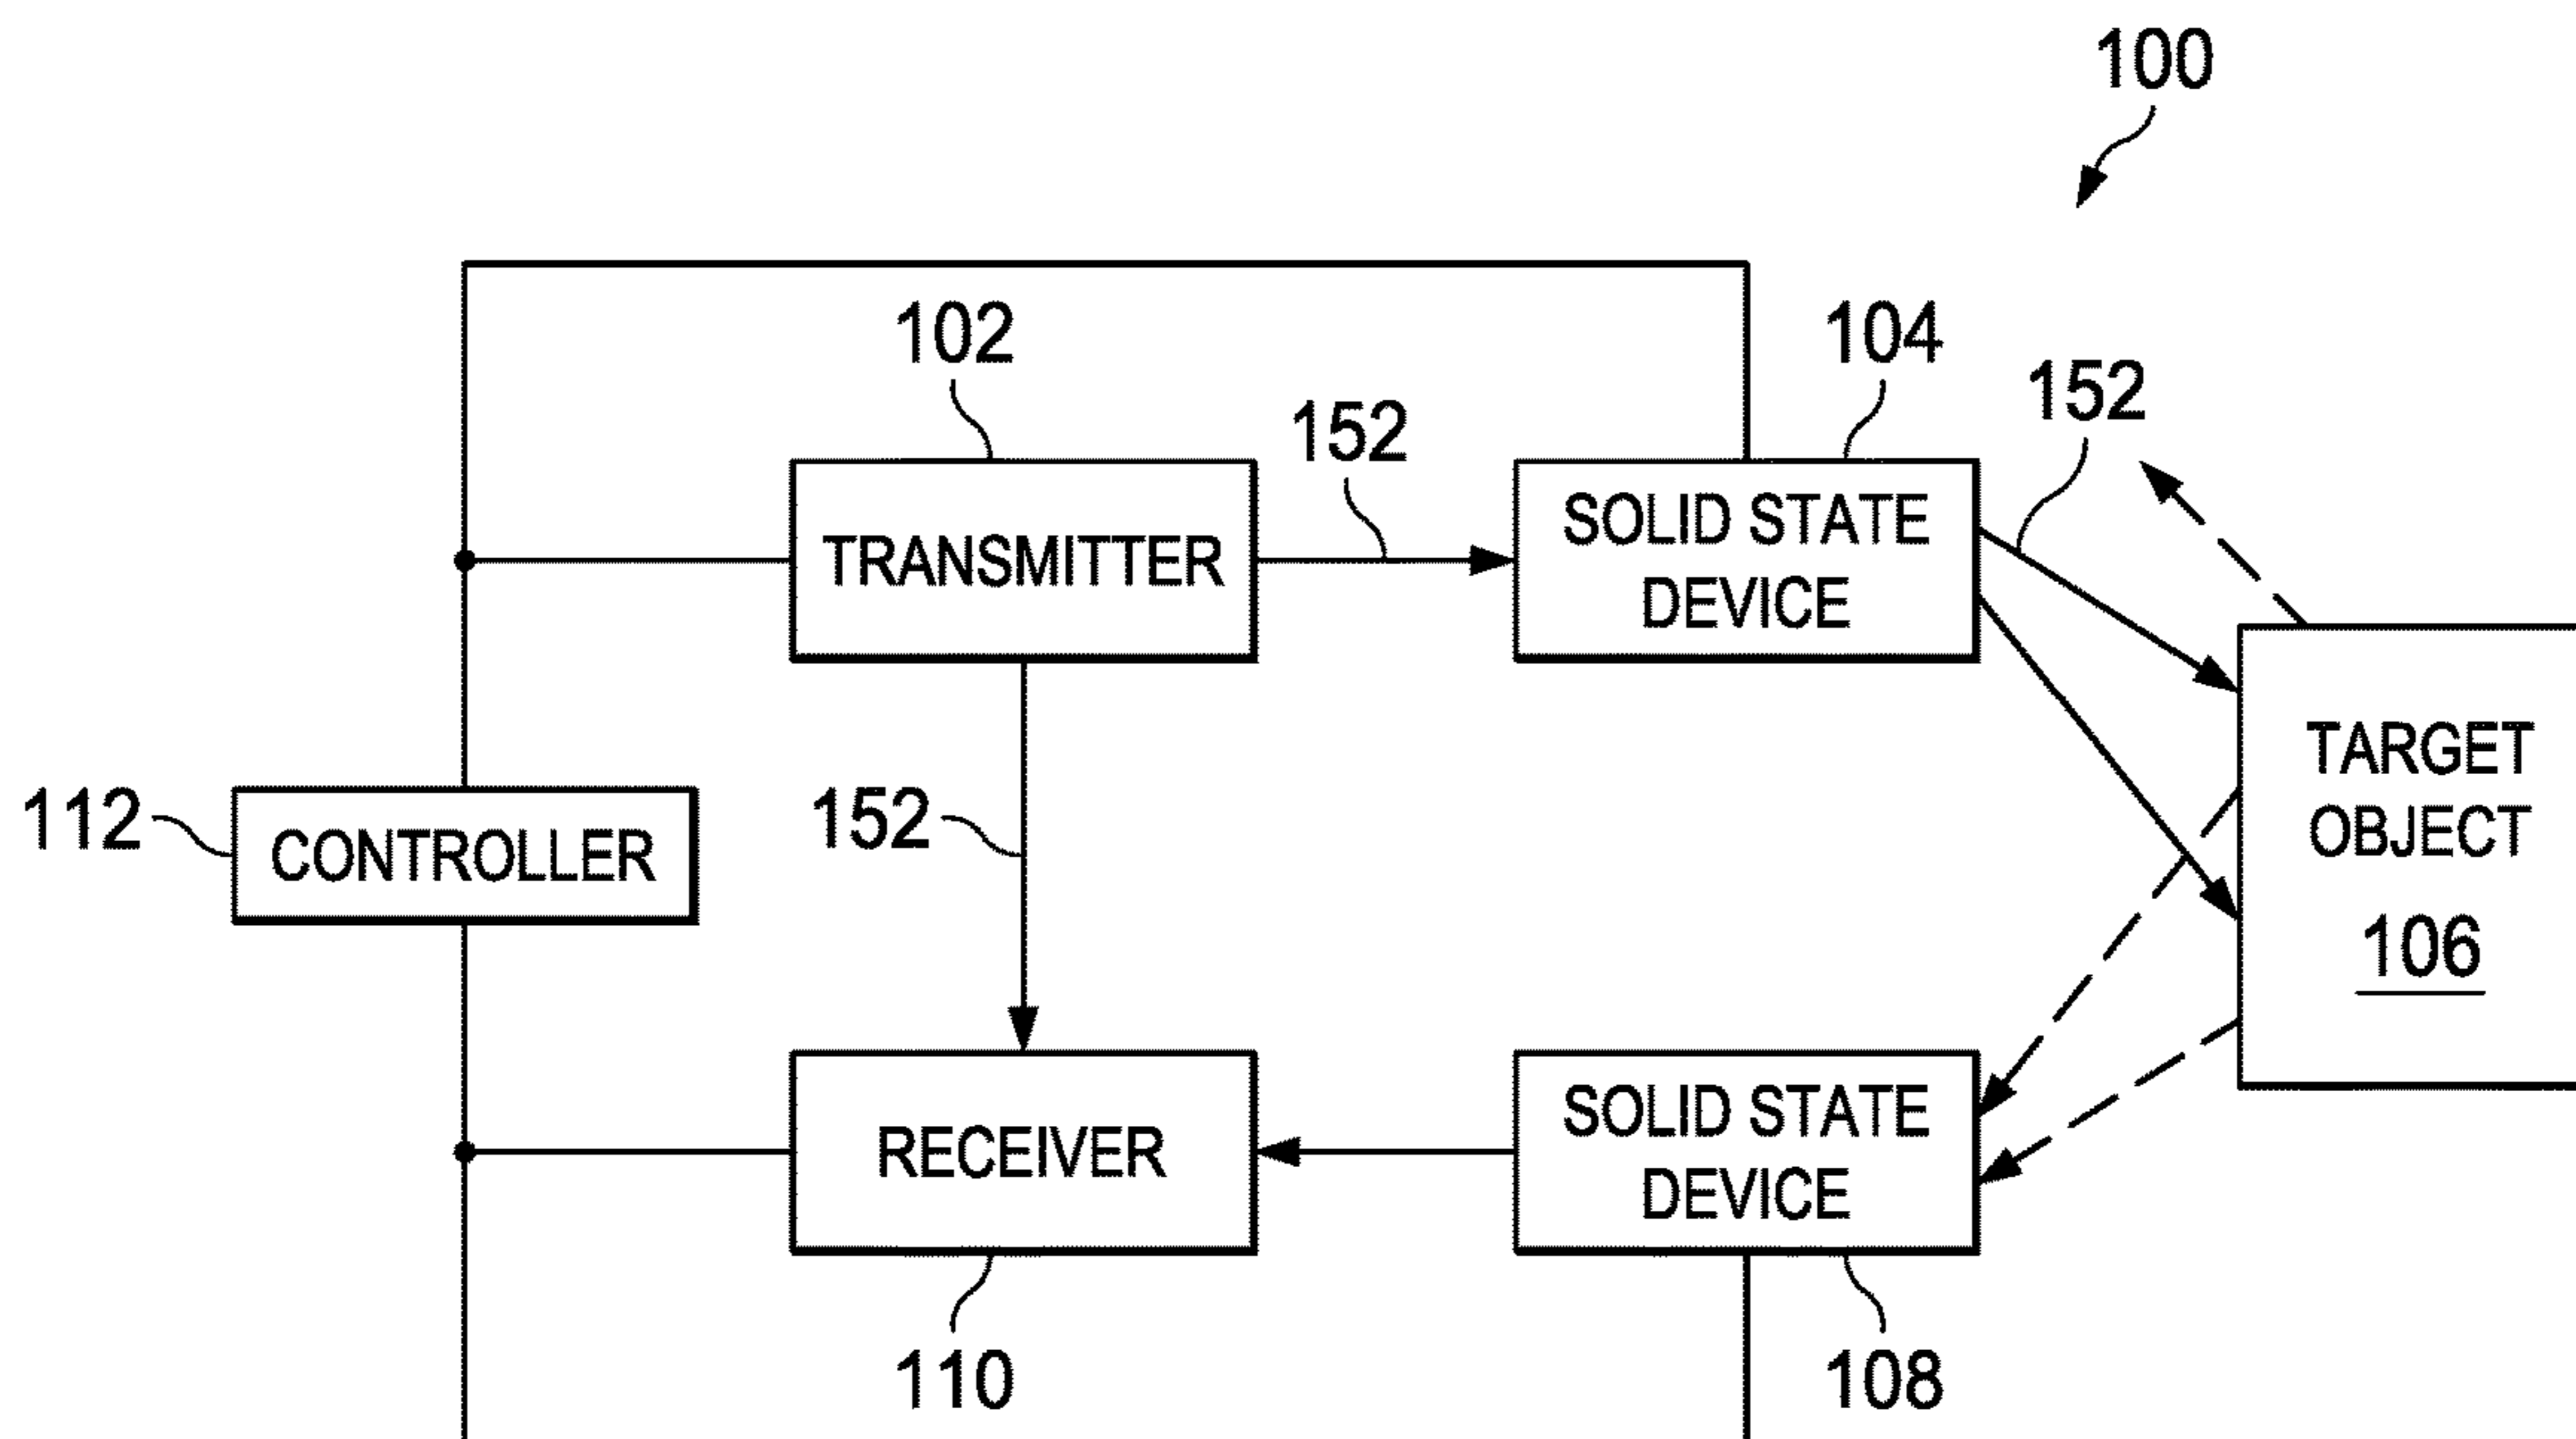 100
102
104
152
152
TRANSMITTER
SOLID STATE
DEVICE
TARGET
OBJECT
106
112
CONTROLLER
152
RECEIVER
SOLID STATE
DEVICE
110
108